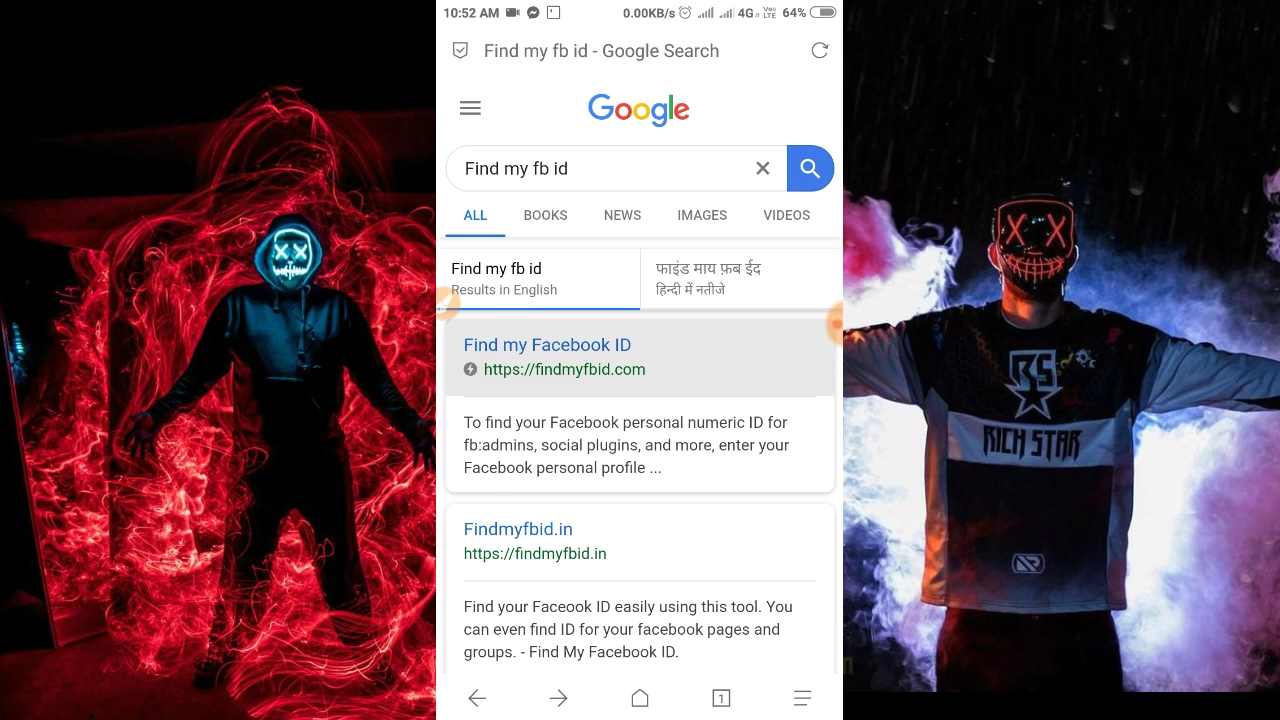 10:52 AM 0.00KB/s 4G Vo LTE 64%
Find my fb id - Google Search
Google
Find my fb id
ALL BOOKS NEWS IMAGES VIDEOS
Find my fb id
Results in English
फाइंड माय फ़ब ईद
हिन्दी में नतीजे
Find my Facebook ID
https://findmyfbid.com
To find your Facebook personal numeric ID for
fb:admins, social plugins, and more, enter your
Facebook personal profile ...
Findmyfbid.in
https://findmyfbid.in
Find your Faceook ID easily using this tool. You
can even find ID for your facebook pages and
groups. - Find My Facebook ID.
1
RS
RICH STAR